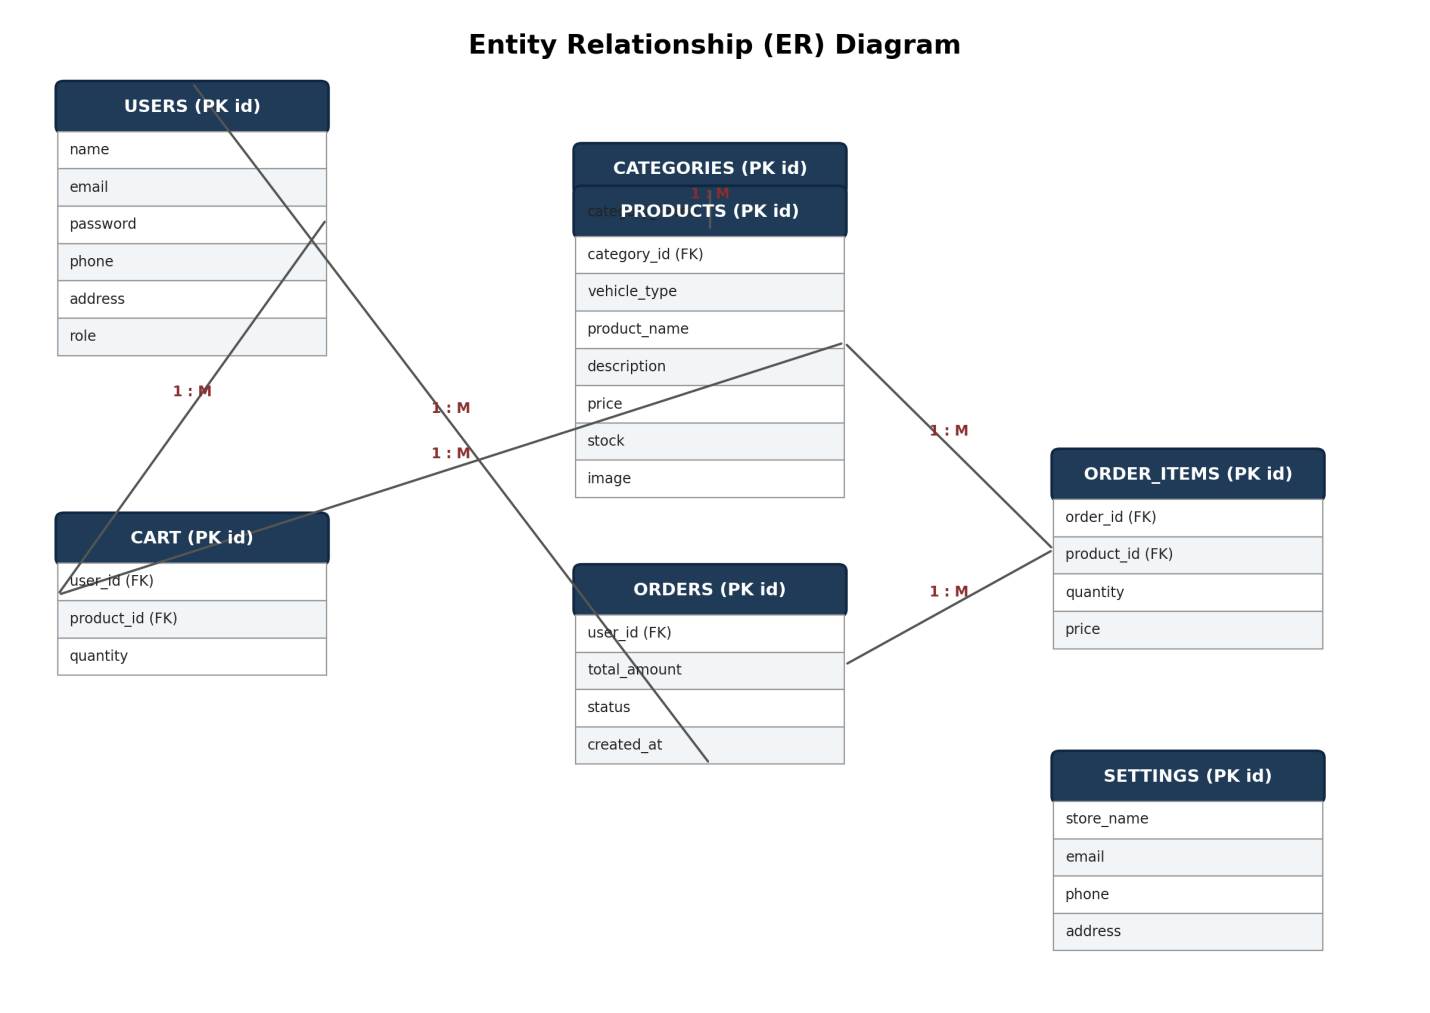 Entity Relationship (ER) Diagram
USERS (PK id)
name
email
password
phone
address
role
CATEGORIES (PK id)
1 : M
PRODUCTS (PK id)
category_id (FK)
vehicle_type
product_name
description
price
stock
image
1 : M
1 : M
1 : M
1 : M
CART (PK id)
user_id (FK)
product_id (FK)
quantity
ORDERS (PK id)
user_id (FK)
total_amount
status
created_at
1 : M
ORDER_ITEMS (PK id)
order_id (FK)
product_id (FK)
quantity
price
SETTINGS (PK id)
store_name
email
phone
address